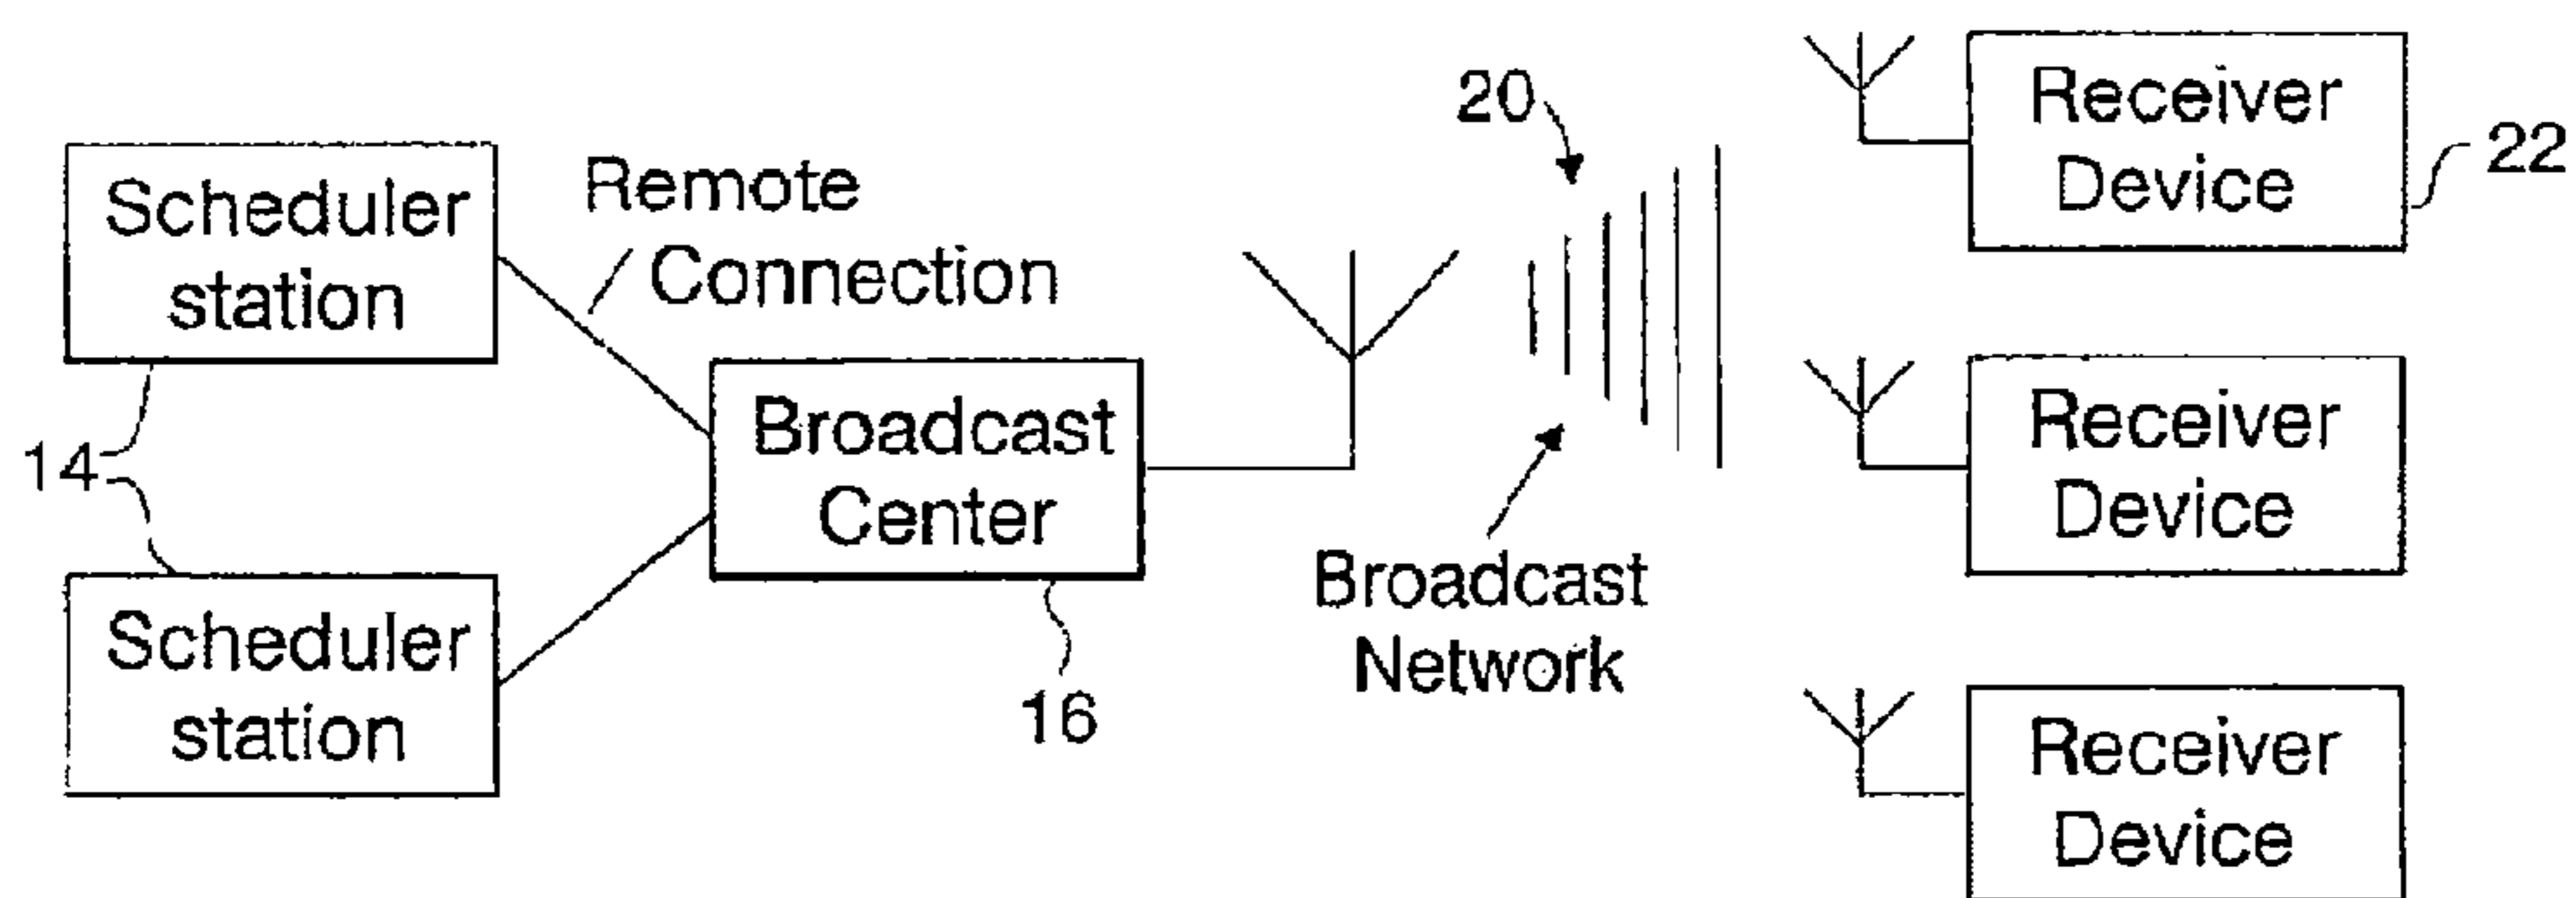 Scheduler
station
Remote
Connection
14
Scheduler
station
Broadcast
Center
16
20
Broadcast
Network
Receiver
Device
22
Receiver
Device
Receiver
Device